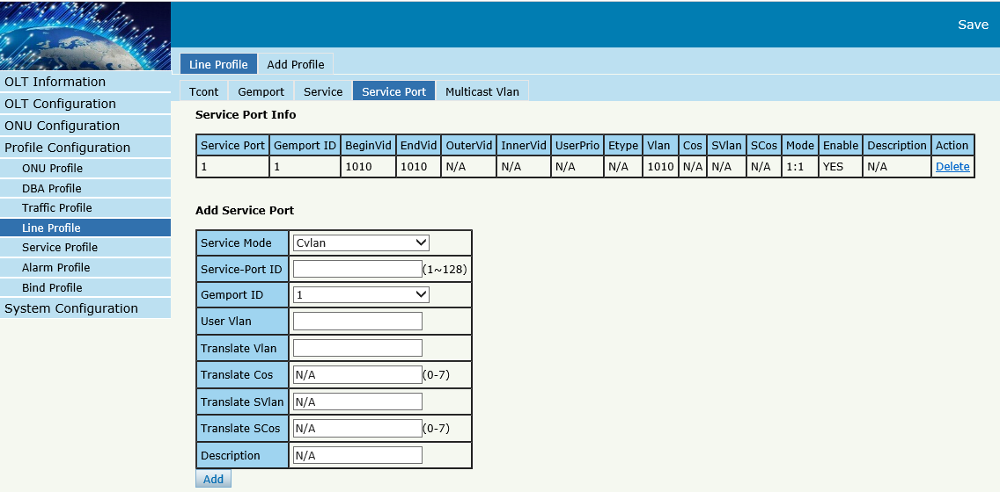 Save
Line Profile Add Profile
OLT Information
OLT Configuration
ONU Configuration
Profile Configuration
ONU Profile
DBA Profile
Traffic Profile
Line Profile
Service Profile
Alarm Profile
Bind Profile
System Configuration
Tcont Gemport Service Service Port Multicast Vlan
Service Port Info
Service Port Gemport ID BeginVid EndVid OuterVid InnerVid UserPrio Etype Vlan Cos SVlan SCos Mode Enable Description Action
1 1 1010 1010 N/A N/A N/A N/A 1010 N/A N/A N/A 1:1 YES N/A Delete
Add Service Port
Service Mode Cvlan
Service-Port ID (1~128)
Gemport ID 1
User Vlan
Translate Vlan
Translate Cos N/A (0-7)
Translate SVlan N/A
Translate SCos N/A (0-7)
Description N/A
Add